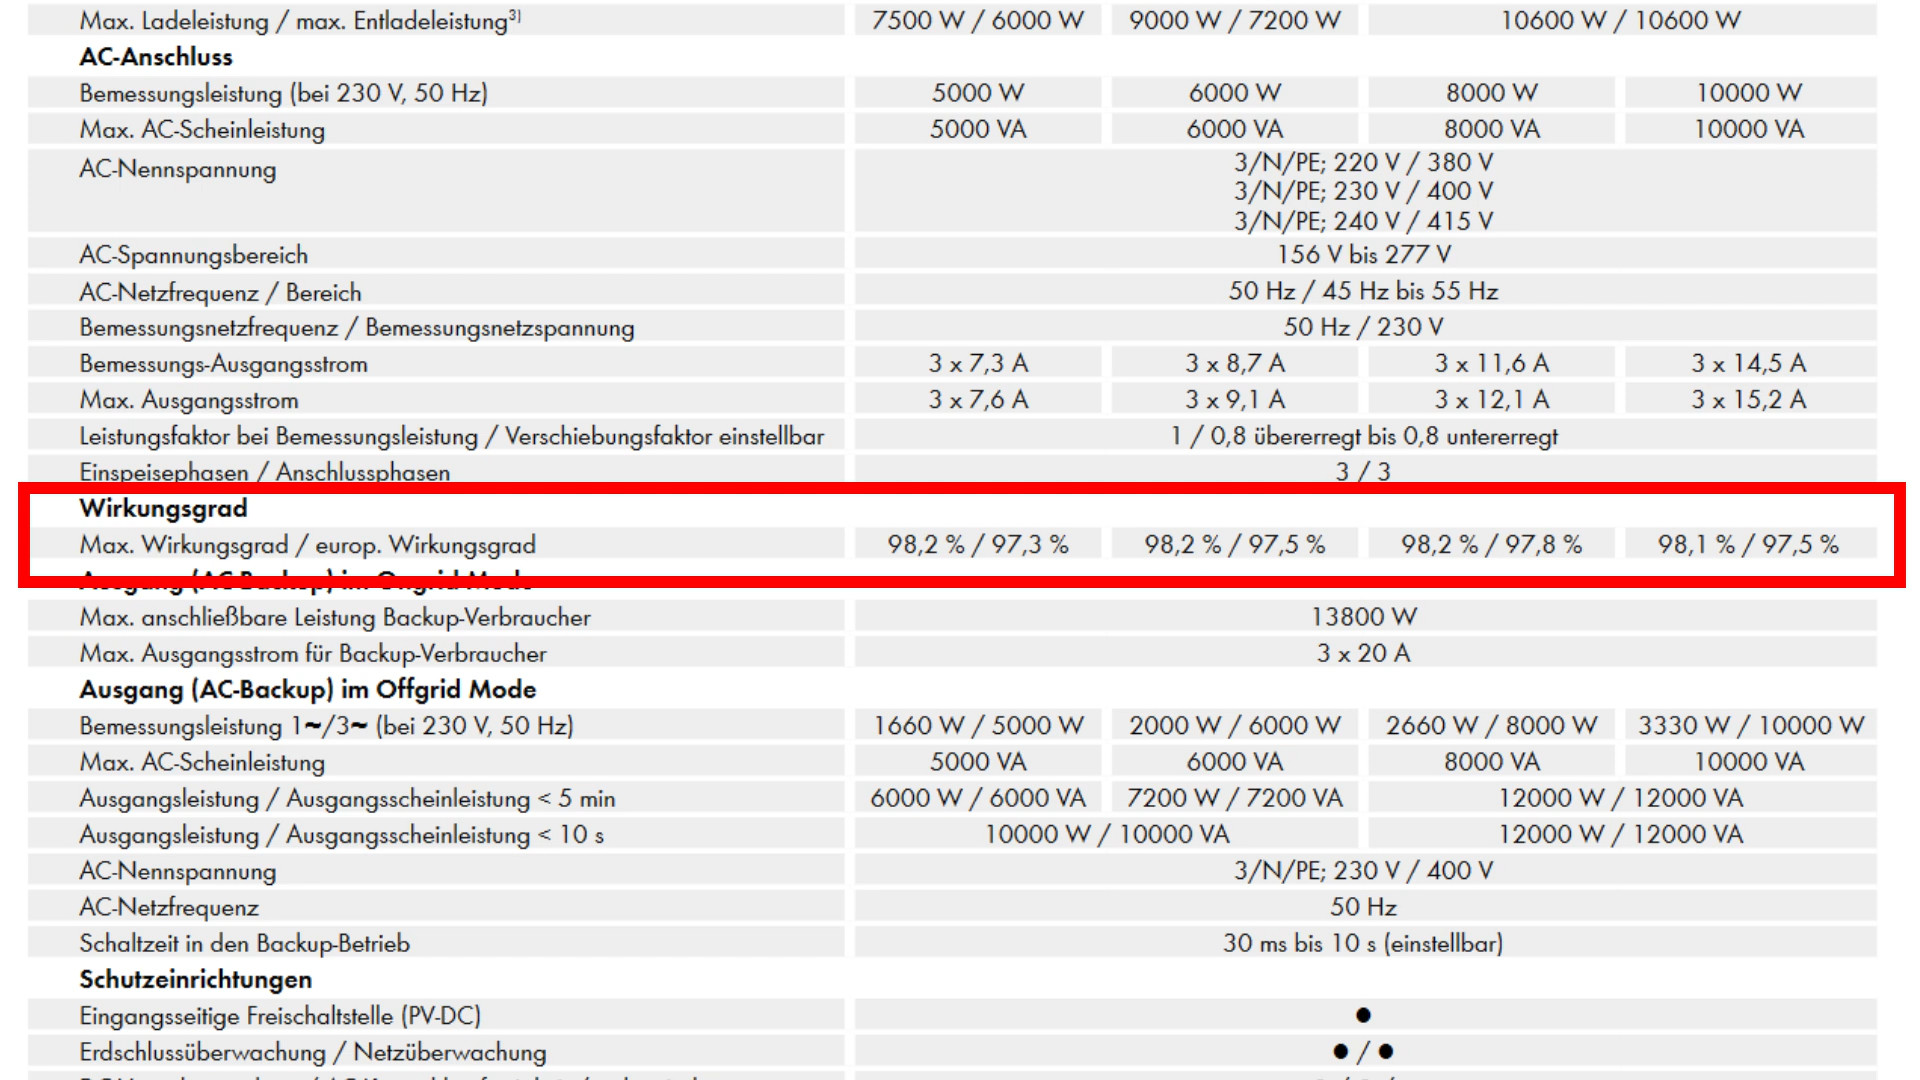 Max. Ladeleistung / max. Entladeleistung³⁾ 7500 W / 6000 W 9000 W / 7200 W 10600 W / 10600 W
AC-Anschluss
Bemessungsleistung (bei 230 V, 50 Hz) 5000 W 6000 W 8000 W 10000 W
Max. AC-Scheinleistung 5000 VA 6000 VA 8000 VA 10000 VA
AC-Nennspannung 3/N/PE; 220 V / 380 V
3/N/PE; 230 V / 400 V
3/N/PE; 240 V / 415 V
AC-Spannungsbereich 156 V bis 277 V
AC-Netzfrequenz / Bereich 50 Hz / 45 Hz bis 55 Hz
Bemessungsnetzfrequenz / Bemessungsnetzspannung 50 Hz / 230 V
Bemessungs-Ausgangsstrom 3 x 7,3 A 3 x 8,7 A 3 x 11,6 A 3 x 14,5 A
Max. Ausgangsstrom 3 x 7,6 A 3 x 9,1 A 3 x 12,1 A 3 x 15,2 A
Leistungsfaktor bei Bemessungsleistung / Verschiebungsfaktor einstellbar 1 / 0,8 übererregt bis 0,8 untererregt
Einspeisephasen / Anschlussphasen 3 / 3
Wirkungsgrad
Max. Wirkungsgrad / europ. Wirkungsgrad 98,2 % / 97,3 % 98,2 % / 97,5 % 98,2 % / 97,8 % 98,1 % / 97,5 %
Ausgang (AC-Backup) im Ongrid Mode
Max. anschließbare Leistung Backup-Verbraucher 13800 W
Max. Ausgangsstrom für Backup-Verbraucher 3 x 20 A
Ausgang (AC-Backup) im Offgrid Mode
Bemessungsleistung 1~/3~ (bei 230 V, 50 Hz) 1660 W / 5000 W 2000 W / 6000 W 2660 W / 8000 W 3330 W / 10000 W
Max. AC-Scheinleistung 5000 VA 6000 VA 8000 VA 10000 VA
Ausgangsleistung / Ausgangsscheinleistung < 5 min 6000 W / 6000 VA 7200 W / 7200 VA 12000 W / 12000 VA
Ausgangsleistung / Ausgangsscheinleistung < 10 s 10000 W / 10000 VA 12000 W / 12000 VA
AC-Nennspannung 3/N/PE; 230 V / 400 V
AC-Netzfrequenz 50 Hz
Schaltzeit in den Backup-Betrieb 30 ms bis 10 s (einstellbar)
Schutzeinrichtungen
Eingangsseitige Freischaltstelle (PV-DC) ●
Erdschlussüberwachung / Netzüberwachung ● / ●